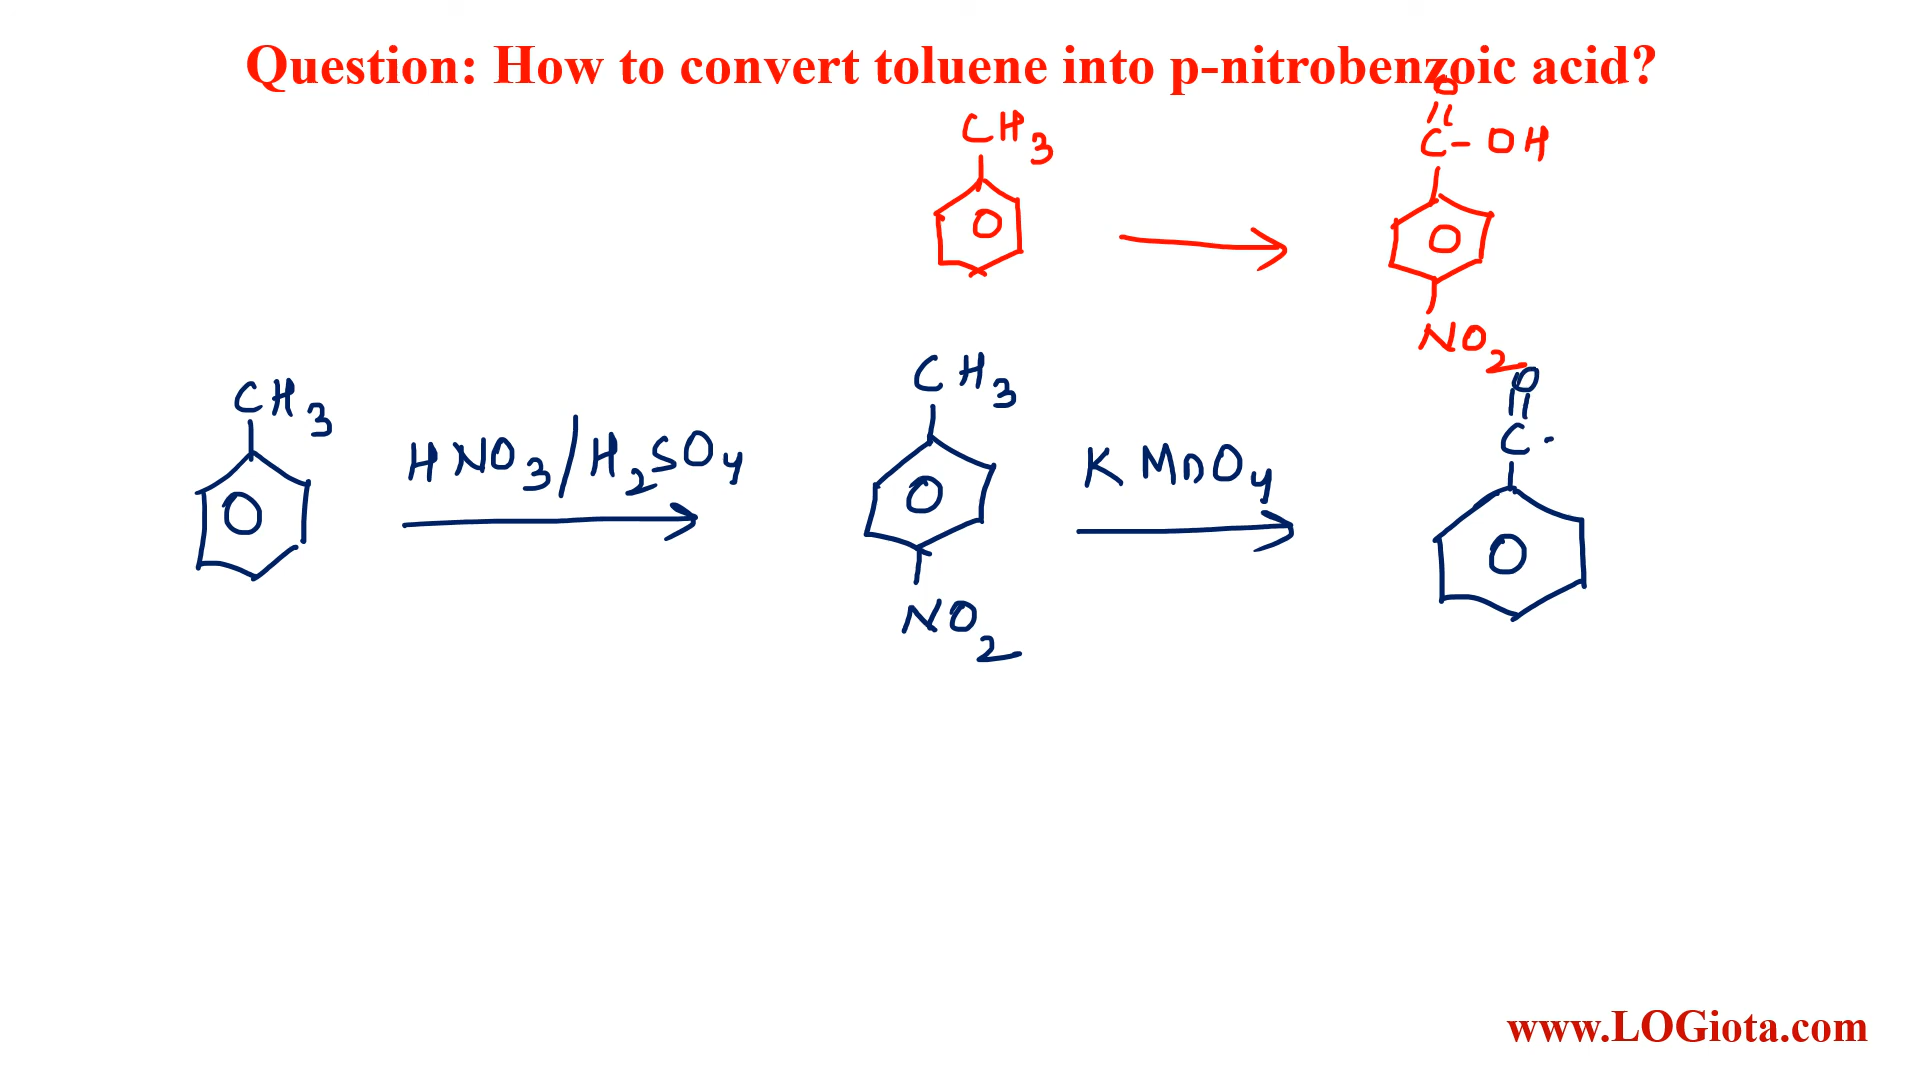 Question: How to convert toluene into p-nitrobenzoic acid?
O
CH3
C-OH
NO2
O
CH3
CH3
HNO3/H2SO4
KMnO4
C
NO2
www.LOGiota.com